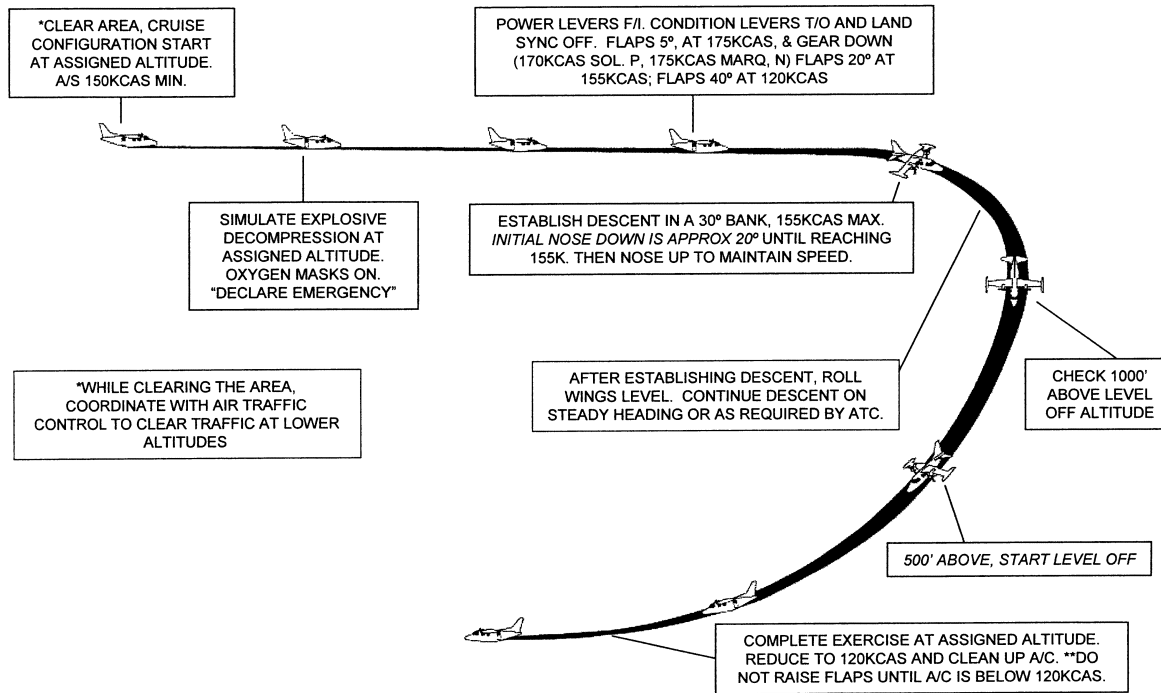 *CLEAR AREA, CRUISE
CONFIGURATION START
AT ASSIGNED ALTITUDE.
A/S 150KCAS MIN.
POWER LEVERS F/I. CONDITION LEVERS T/O AND LAND
SYNC OFF. FLAPS 5º, AT 175KCAS, & GEAR DOWN
(170KCAS SOL. P, 175KCAS MARQ, N) FLAPS 20º AT
155KCAS; FLAPS 40º AT 120KCAS
SIMULATE EXPLOSIVE
DECOMPRESSION AT
ASSIGNED ALTITUDE.
OXYGEN MASKS ON.
“DECLARE EMERGENCY”
ESTABLISH DESCENT IN A 30º BANK, 155KCAS MAX.
INITIAL NOSE DOWN IS APPROX 20º UNTIL REACHING
155K. THEN NOSE UP TO MAINTAIN SPEED.
*WHILE CLEARING THE AREA,
COORDINATE WITH AIR TRAFFIC
CONTROL TO CLEAR TRAFFIC AT LOWER
ALTITUDES
AFTER ESTABLISHING DESCENT, ROLL
WINGS LEVEL. CONTINUE DESCENT ON
STEADY HEADING OR AS REQUIRED BY ATC.
CHECK 1000'
ABOVE LEVEL
OFF ALTITUDE
500' ABOVE, START LEVEL OFF
COMPLETE EXERCISE AT ASSIGNED ALTITUDE.
REDUCE TO 120KCAS AND CLEAN UP A/C. **DO
NOT RAISE FLAPS UNTIL A/C IS BELOW 120KCAS.